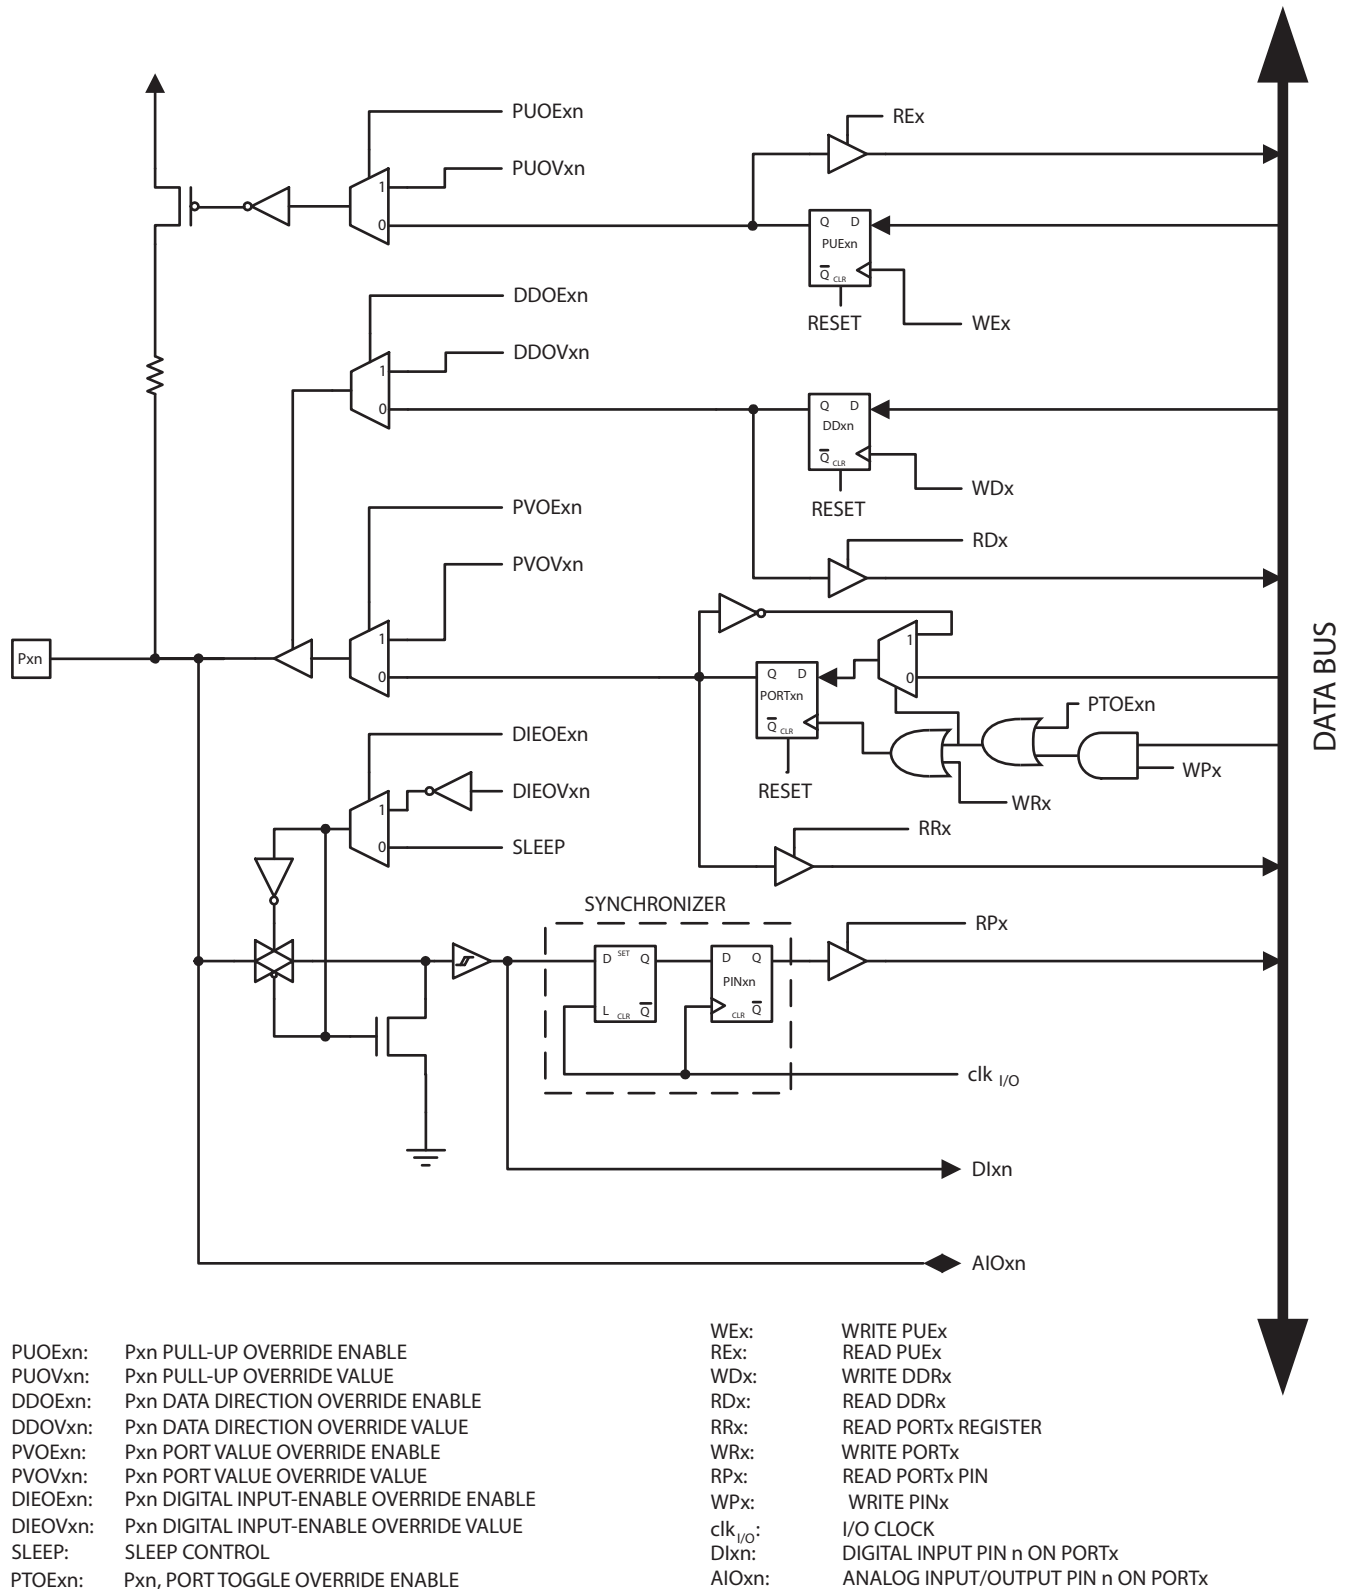 PUOExn
REx
PUOVxn
1
0
Q D
PUExn
Q CLR
RESET
WEx
DDOExn
DDOVxn
1
0
Q D
DDxn
Q CLR
RESET
WDx
PVOExn
RDx
PVOVxn
1
0
Pxn
1
0
Q D
PORTxn
Q CLR
RESET
PTOExn
WPx
WRx
DATA BUS
DIEOExn
DIEOVxn
1
0
SLEEP
RRx
SYNCHRONIZER
RPx
D SET Q
L CLR Q
D Q
PINxn
CLR Q
clk I/O
DIxn
AIOxn
PUOExn: Pxn PULL-UP OVERRIDE ENABLE
PUOVxn: Pxn PULL-UP OVERRIDE VALUE
DDOExn: Pxn DATA DIRECTION OVERRIDE ENABLE
DDOVxn: Pxn DATA DIRECTION OVERRIDE VALUE
PVOExn: Pxn PORT VALUE OVERRIDE ENABLE
PVOVxn: Pxn PORT VALUE OVERRIDE VALUE
DIEOExn: Pxn DIGITAL INPUT-ENABLE OVERRIDE ENABLE
DIEOVxn: Pxn DIGITAL INPUT-ENABLE OVERRIDE VALUE
SLEEP: SLEEP CONTROL
PTOExn: Pxn, PORT TOGGLE OVERRIDE ENABLE
WEx: WRITE PUEx
REx: READ PUEx
WDx: WRITE DDRx
RDx: READ DDRx
RRx: READ PORTx REGISTER
WRx: WRITE PORTx
RPx: READ PORTx PIN
WPx: WRITE PINx
clk I/O: I/O CLOCK
DIxn: DIGITAL INPUT PIN n ON PORTx
AIOxn: ANALOG INPUT/OUTPUT PIN n ON PORTx